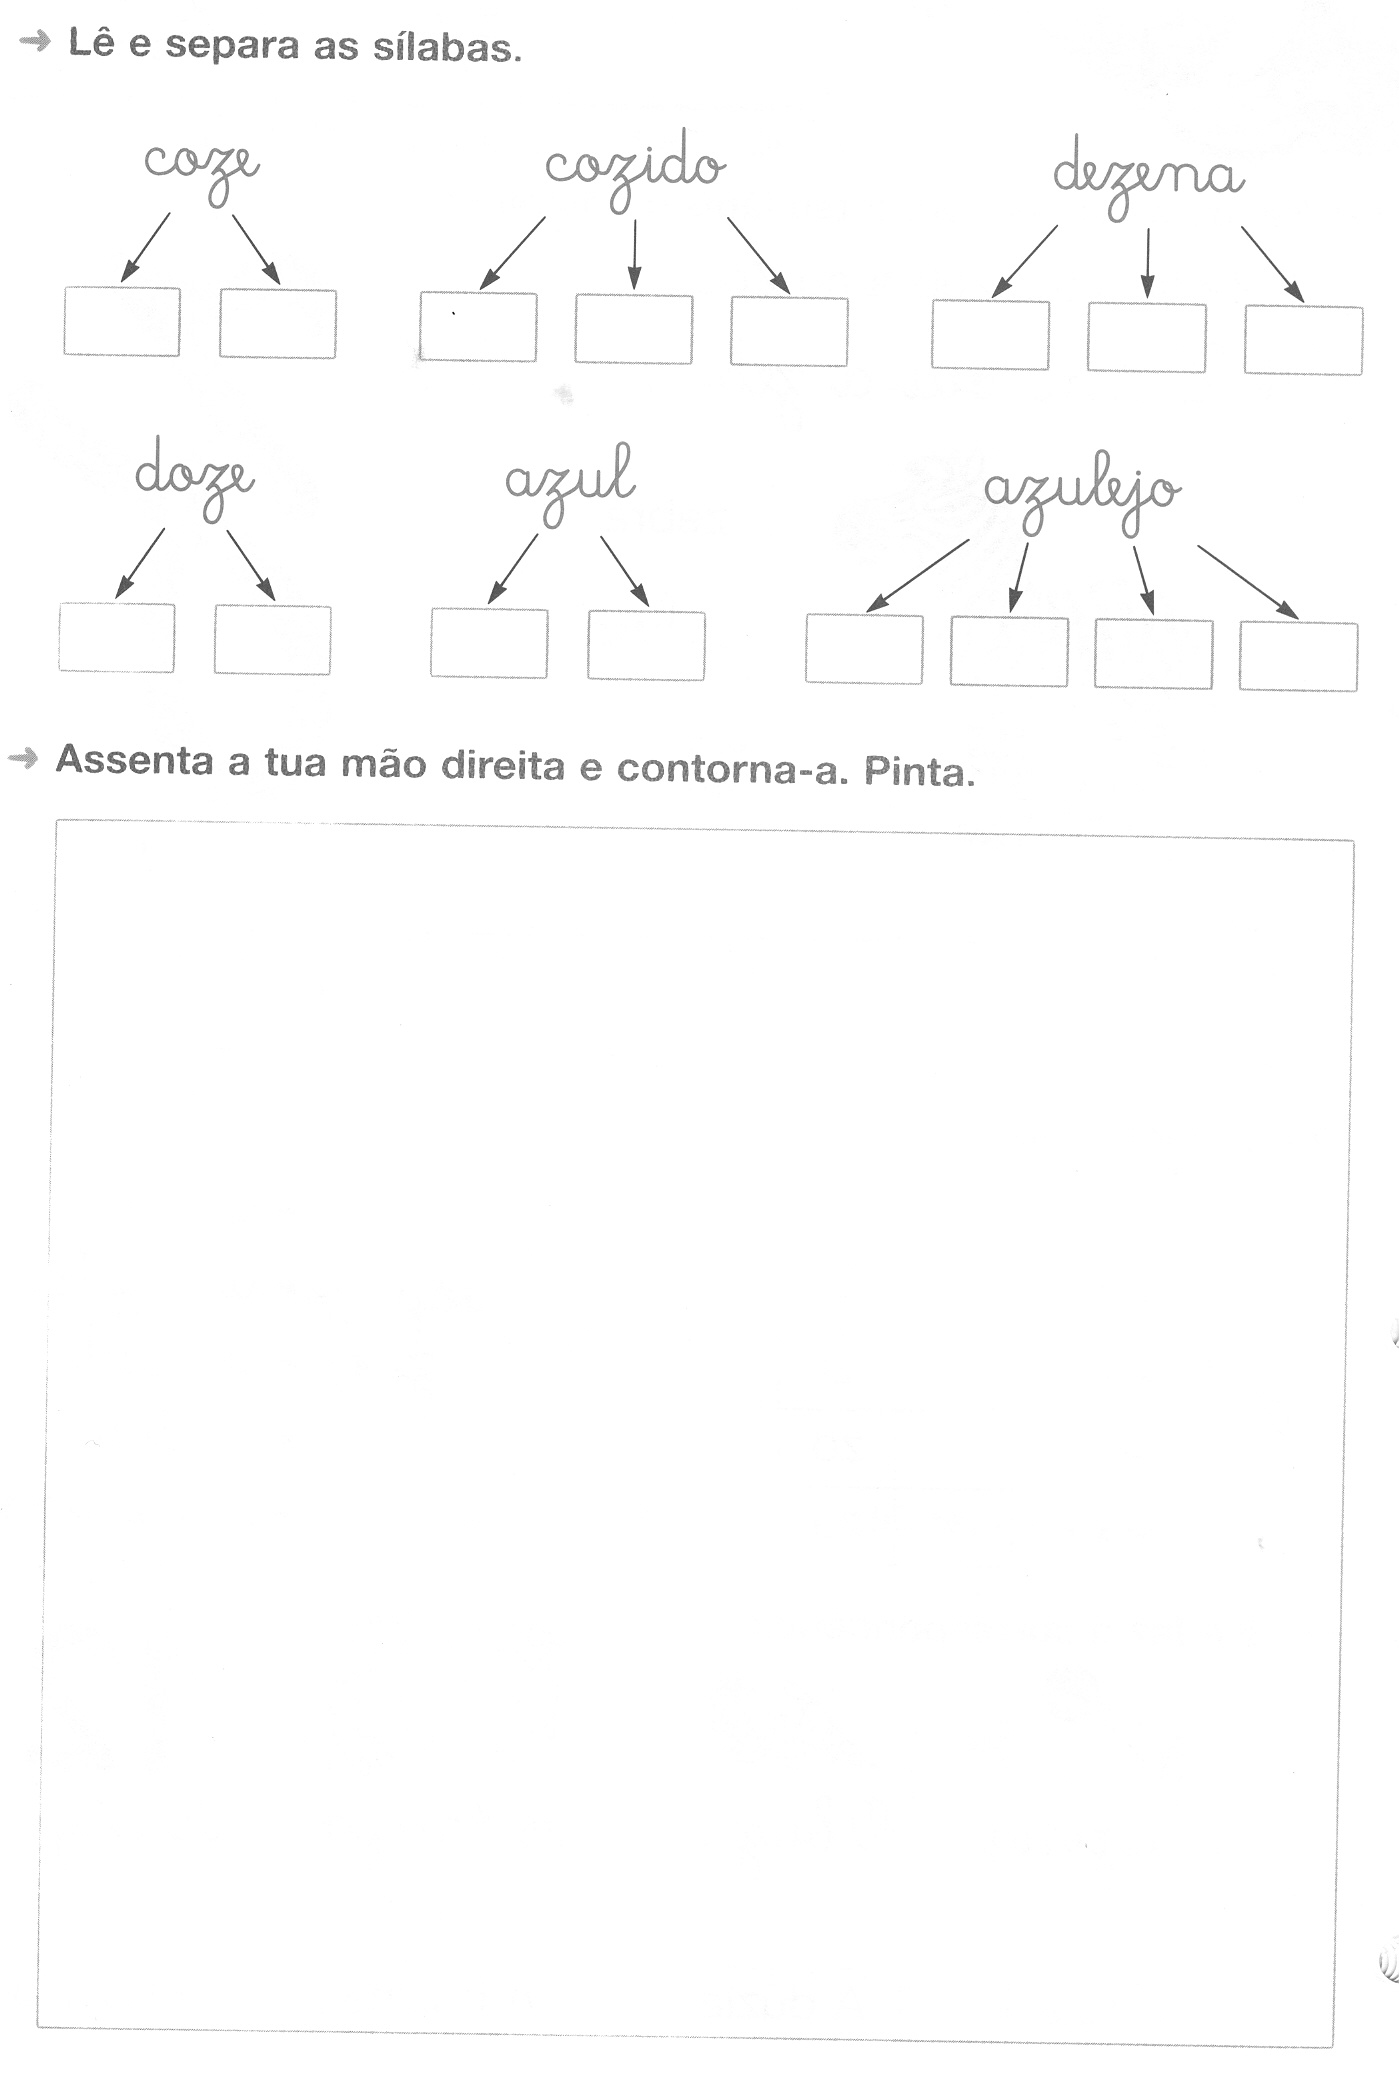 → Lê e separa as sílabas.
coze cozido dezena
doze azul azulejo
→ Assenta a tua mão direita e contorna-a. Pinta.